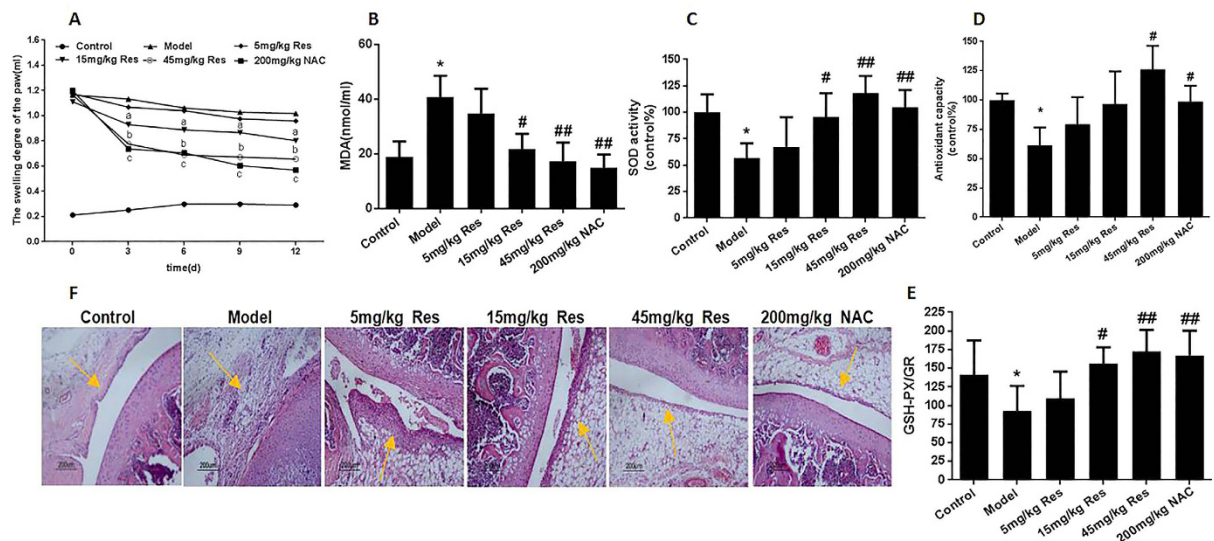 A
Control
Model
5mg/kg Res
15mg/kg Res
45mg/kg Res
200mg/kg NAC
The swelling degree of the paw(ml)
1.6
1.4
1.2
1.0
0.8
0.6
0.4
0.2
0.0
a a a a
b b b b
c c c c
0 3 6 9 12
time(d)
B
MDA(nmol/ml)
60
40
20
0
*
#
##
##
Control
Model
5mg/kg Res
15mg/kg Res
45mg/kg Res
200mg/kg NAC
C
SOD activity
(control%)
150
125
100
75
50
25
0
*
#
##
##
Control
Model
5mg/kg Res
15mg/kg Res
45mg/kg Res
200mg/kg NAC
D
Antioxidant capacity
(control%)
150
125
100
75
50
25
0
*
#
#
Control
Model
5mg/kg Res
15mg/kg Res
45mg/kg Res
200mg/kg NAC
F
Control
Model
5mg/kg Res
15mg/kg Res
45mg/kg Res
200mg/kg NAC
200um
200um
200um
200um
200um
200um
E
GSH-PX/GR
225
200
175
150
125
100
75
50
25
0
*
#
##
##
Control
Model
5mg/kg Res
15mg/kg Res
45mg/kg Res
200mg/kg NAC